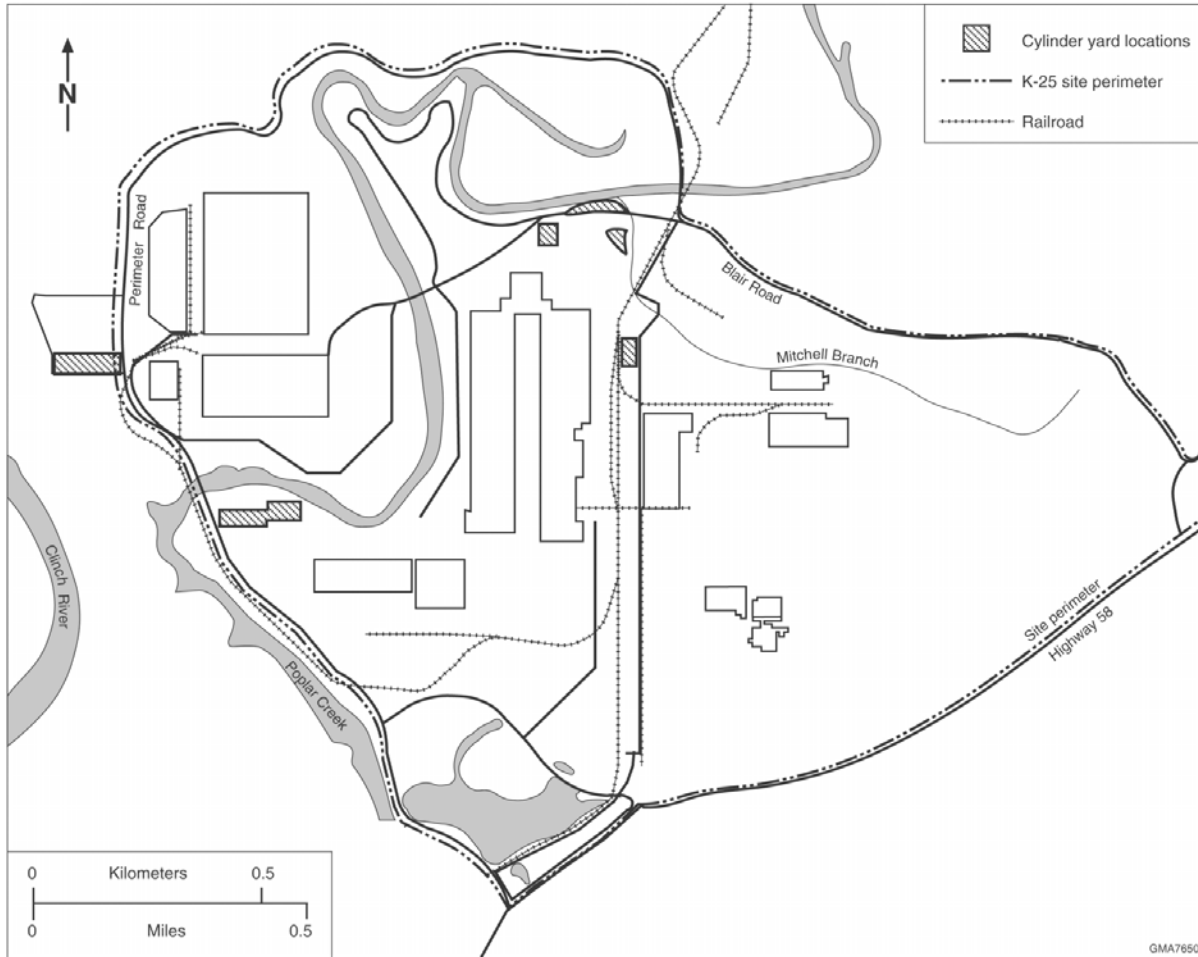 Cylinder yard locations
K-25 site perimeter
Railroad
N
Perimeter Road
Blair Road
Mitchell Branch
Clinch River
Poplar Creek
Site perimeter
Highway 58
0 Kilometers 0.5
0 Miles 0.5
GMA7650